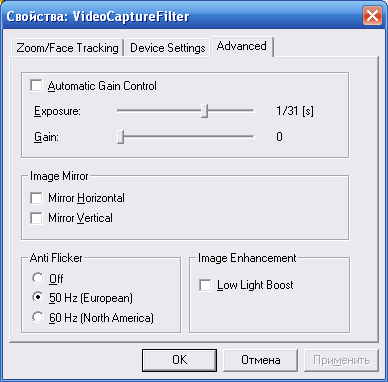 Свойства: VideoCaptureFilter
Zoom/Face Tracking Device Settings Advanced
Automatic Gain Control
Exposure: 1/31 [s]
Gain: 0
Image Mirror
Mirror Horizontal
Mirror Vertical
Anti Flicker Image Enhancement
Off Low Light Boost
50 Hz (European)
60 Hz (North America)
OK Отмена Применить